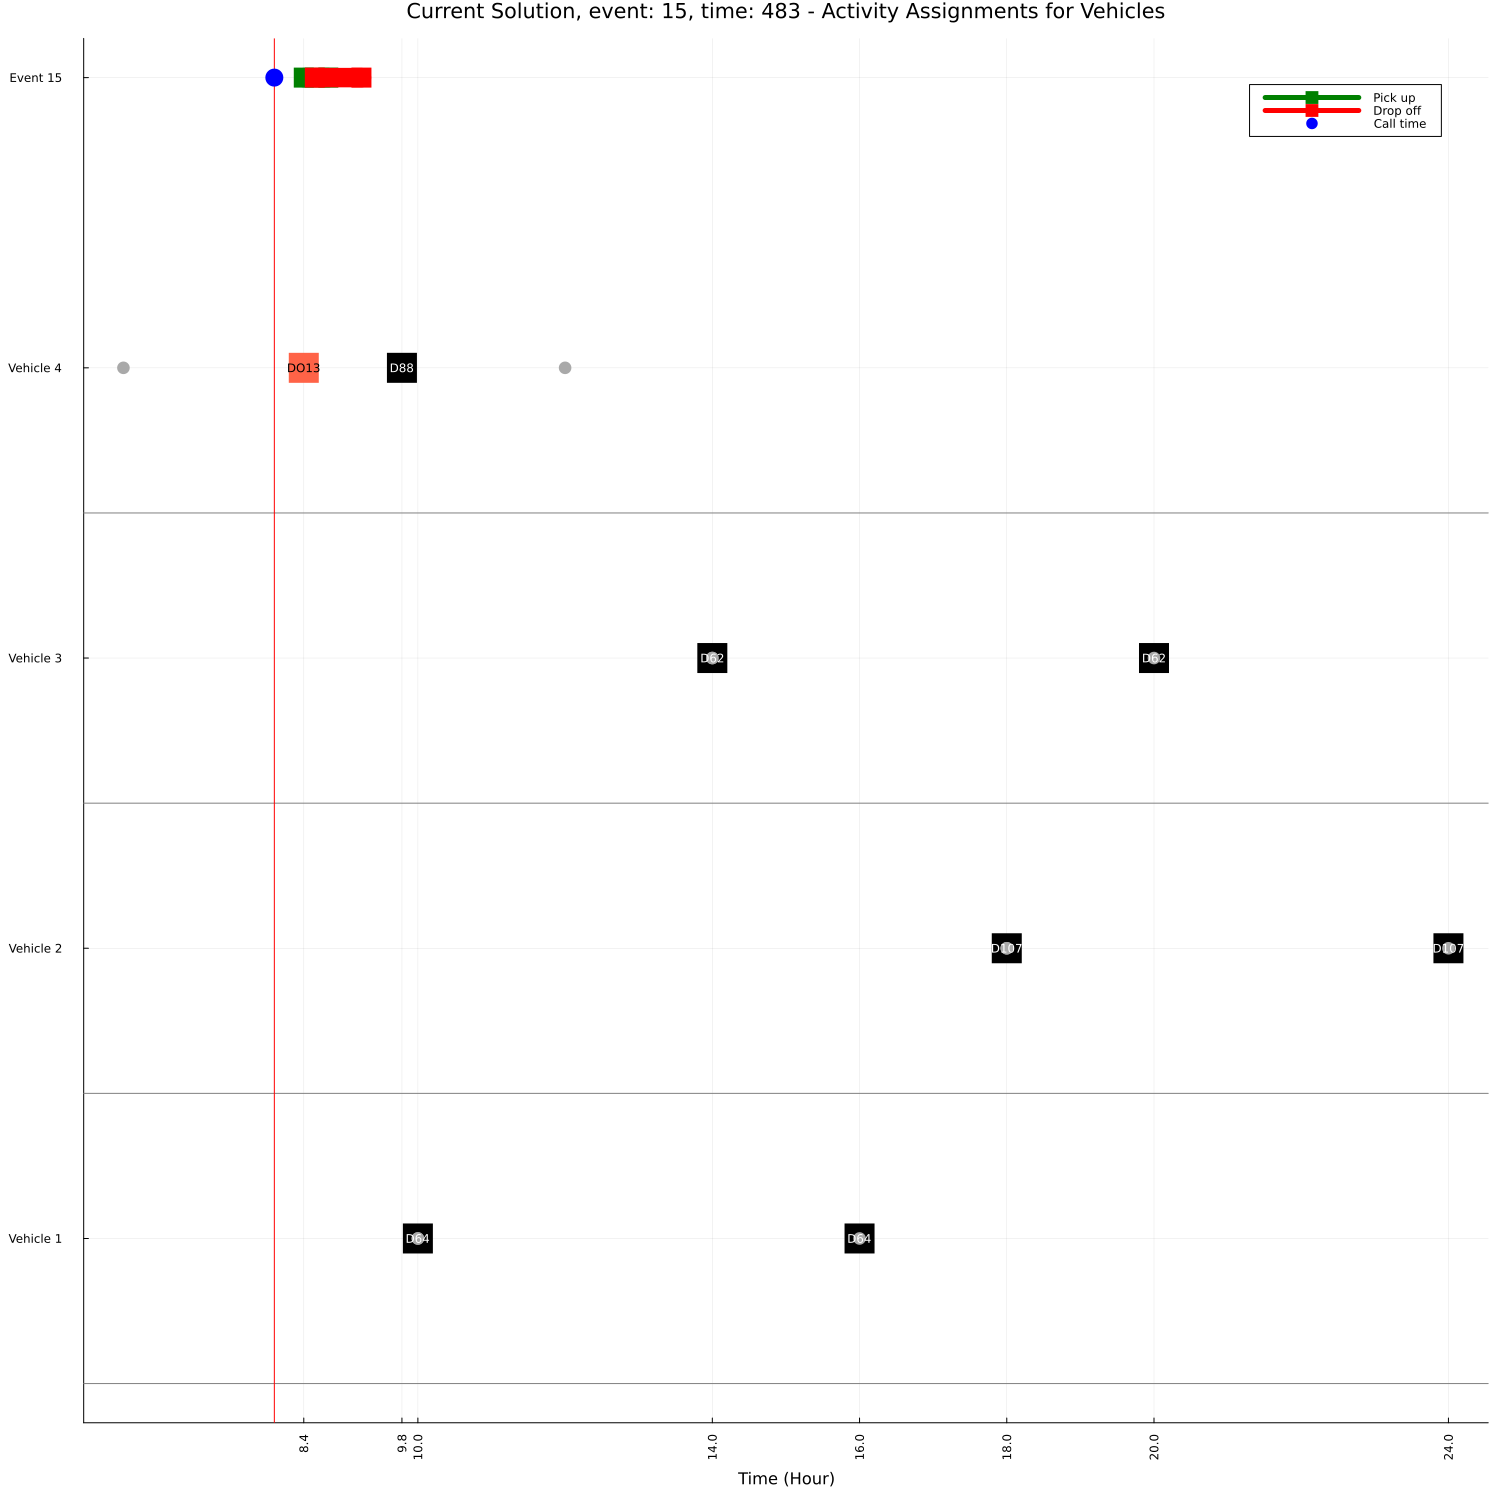 Current Solution, event: 15, time: 483 - Activity Assignments for Vehicles
Event 15
Pick up
Drop off
Call time
Vehicle 4
DO13
D88
Vehicle 3
D62
D62
Vehicle 2
D107
D107
Vehicle 1
D64
D64
8.4
9.8
10.0
14.0
16.0
18.0
20.0
24.0
Time (Hour)